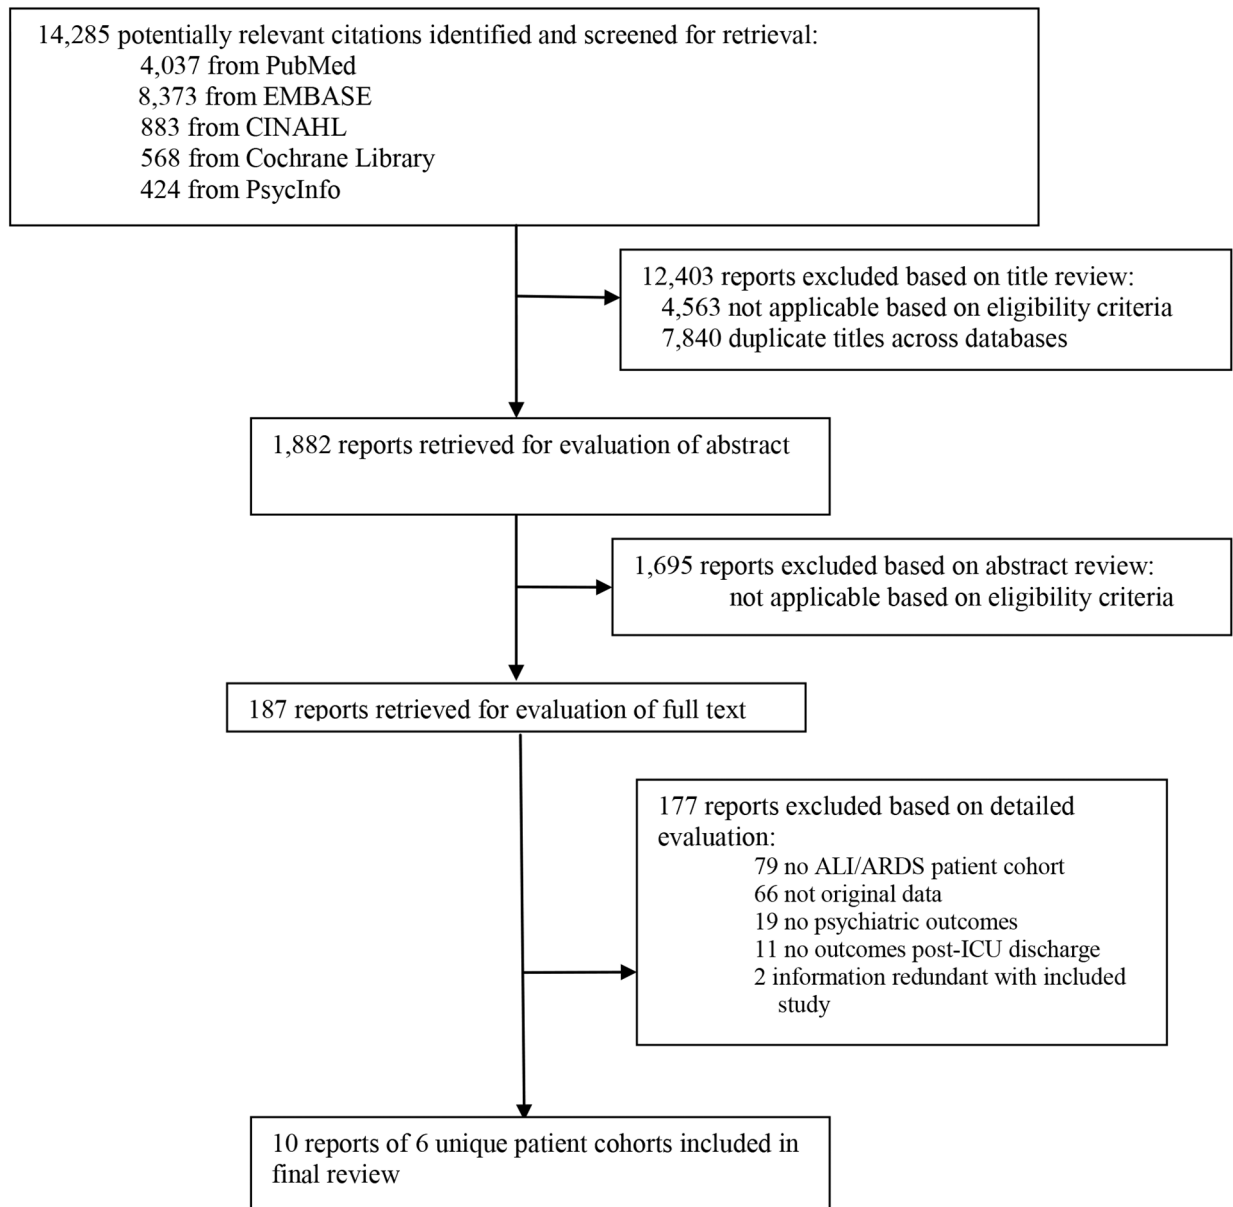 14,285 potentially relevant citations identified and screened for retrieval:
4,037 from PubMed
8,373 from EMBASE
883 from CINAHL
568 from Cochrane Library
424 from PsycInfo
12,403 reports excluded based on title review:
4,563 not applicable based on eligibility criteria
7,840 duplicate titles across databases
1,882 reports retrieved for evaluation of abstract
1,695 reports excluded based on abstract review:
not applicable based on eligibility criteria
187 reports retrieved for evaluation of full text
177 reports excluded based on detailed
evaluation:
79 no ALI/ARDS patient cohort
66 not original data
19 no psychiatric outcomes
11 no outcomes post-ICU discharge
2 information redundant with included
study
10 reports of 6 unique patient cohorts included in
final review